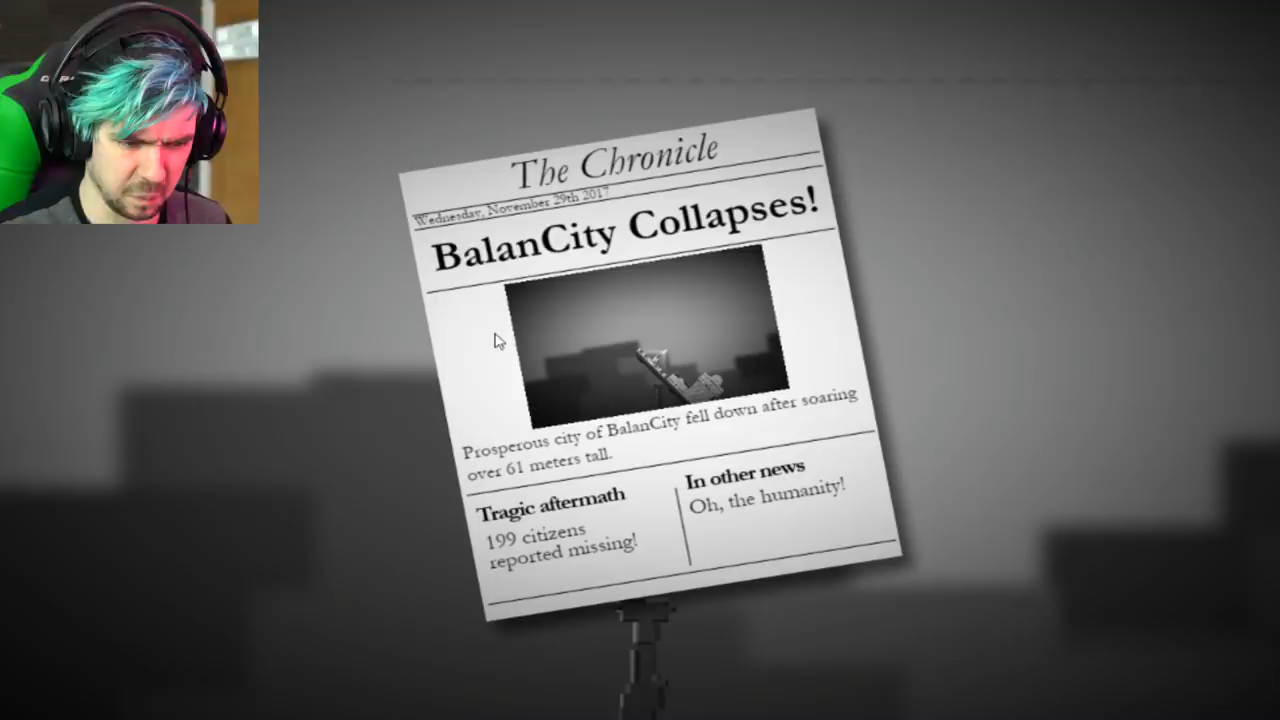 The Chronicle
Wednesday, November 29th 2017
BalanCity Collapses!
Prosperous city of BalanCity fell down after soaring
over 61 meters tall.
Tragic aftermath
199 citizens
reported missing!
In other news
Oh, the humanity!